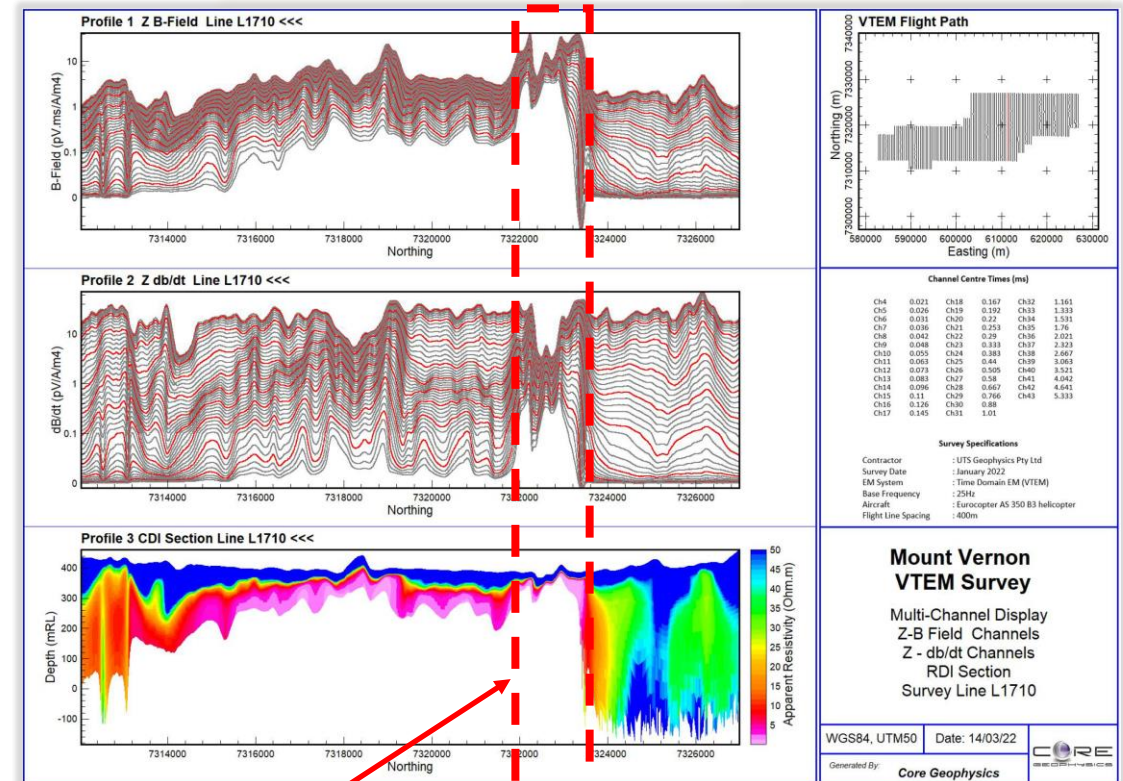 Profile 1 Z B-Field Line L1710 <<<
B-Field (pV.ms/A/m4)
10
1
0.1
0
7314000 7316000 7318000 7320000 7322000 7324000 7326000
Northing
Profile 2 Z db/dt Line L1710 <<<
dB/dt (pV/A/m4)
10
1
0.1
0
7314000 7316000 7318000 7320000 7322000 7324000 7326000
Northing
Profile 3 CDI Section Line L1710 <<<
Depth (mRL)
400
300
200
100
0
-100
7314000 7316000 7318000 7320000 7322000 7324000 7326000
Northing
50
45
40
35
30
25
20
15
10
5
Apparent Resistivity (Ohm.m)
VTEM Flight Path
Northing (m)
7340000
7330000
7320000
7310000
7300000
580000 590000 600000 610000 620000 630000
Easting (m)
Channel Centre Times (ms)
Ch4 0.021 Ch18 0.167 Ch32 1.161
Ch5 0.026 Ch19 0.192 Ch33 1.333
Ch6 0.031 Ch20 0.22 Ch34 1.531
Ch7 0.036 Ch21 0.253 Ch35 1.76
Ch8 0.042 Ch22 0.29 Ch36 2.021
Ch9 0.048 Ch23 0.333 Ch37 2.323
Ch10 0.055 Ch24 0.383 Ch38 2.667
Ch11 0.063 Ch25 0.44 Ch39 3.063
Ch12 0.073 Ch26 0.505 Ch40 3.521
Ch13 0.083 Ch27 0.58 Ch41 4.042
Ch14 0.096 Ch28 0.667 Ch42 4.641
Ch15 0.11 Ch29 0.766 Ch43 5.333
Ch16 0.126 Ch30 0.88
Ch17 0.145 Ch31 1.01
Survey Specifications
Contractor : UTS Geophysics Pty Ltd
Survey Date : January 2022
EM System : Time Domain EM (VTEM)
Base Frequency : 25Hz
Aircraft : Eurocopter AS 350 B3 helicopter
Flight Line Spacing : 400m
Mount Vernon
VTEM Survey
Multi-Channel Display
Z-B Field Channels
Z - db/dt Channels
RDI Section
Survey Line L1710
WGS84, UTM50 Date: 14/03/22
Generated By:
Core Geophysics
CORE
GEOPHYSICS